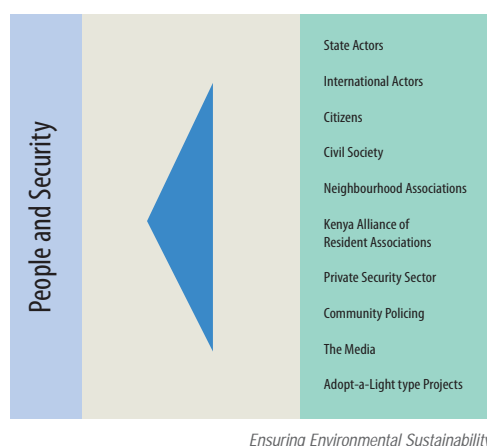 People and Security
State Actors
International Actors
Citizens
Civil Society
Neighbourhood Associations
Kenya Alliance of
Resident Associations
Private Security Sector
Community Policing
The Media
Adopt-a-Light type Projects
Ensuring Environmental Sustainability